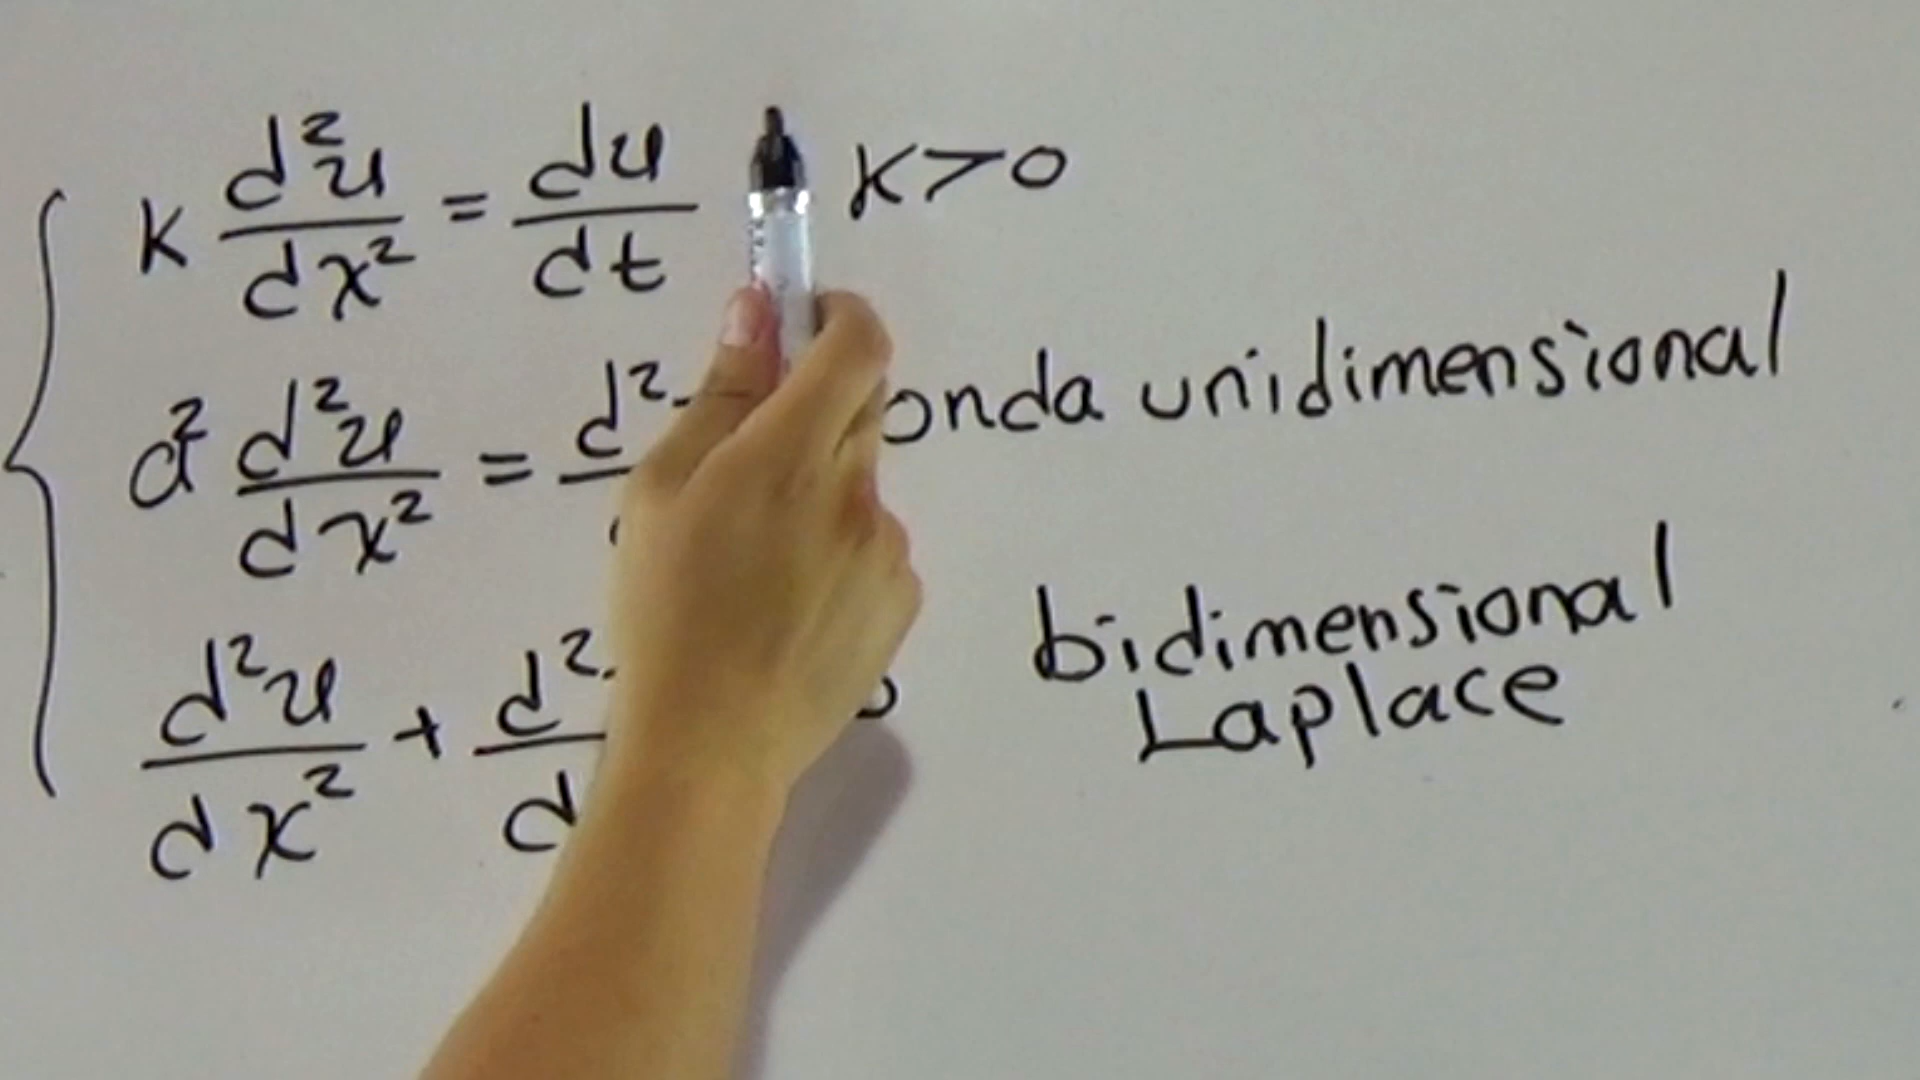 k d²u/dx² = du/dt k>0
a² d²u/dx² = d² onda unidimensional
d²u/dx² + d² bidimensional
Laplace